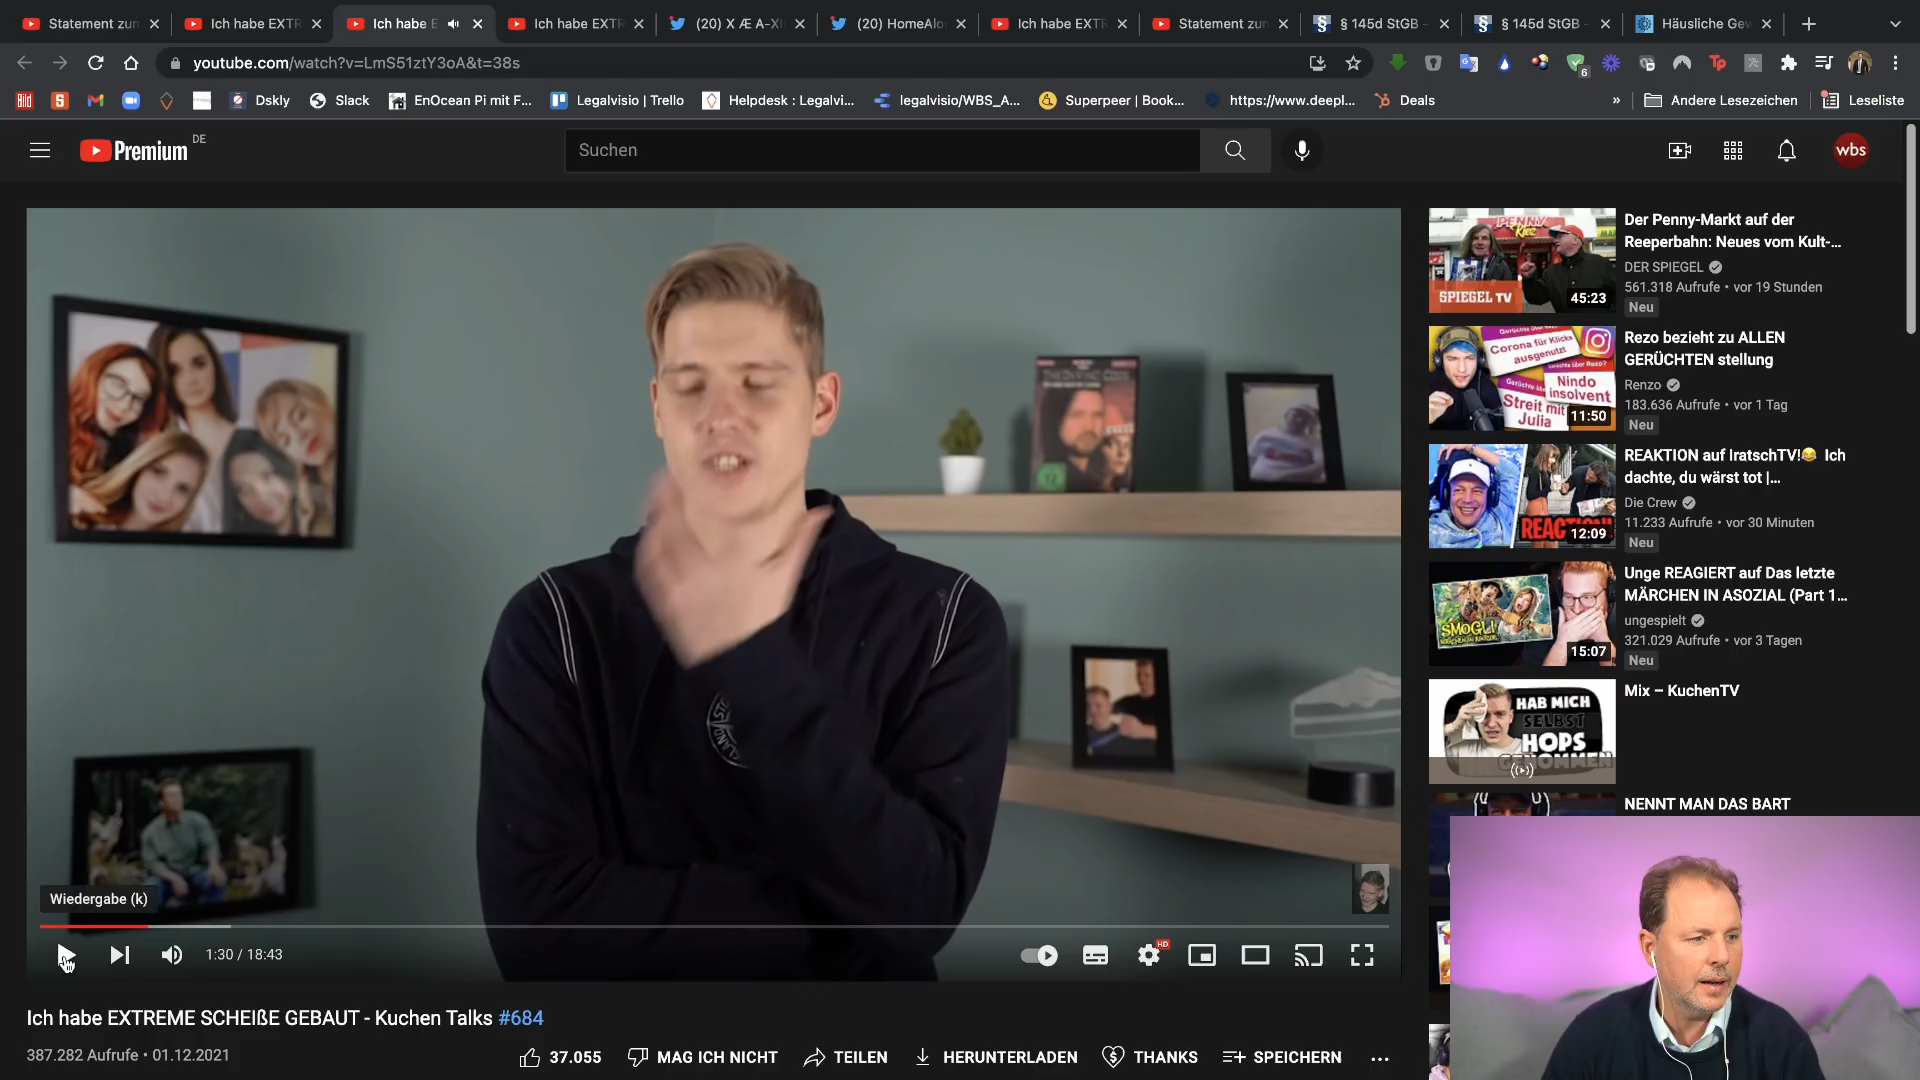 Statement zun
Ich habe EXTR
Ich habe E
Ich habe EXTR
(20) X Æ A-XI
(20) HomeAlo
Ich habe EXTR
Statement zun
§ 145d StGB -
§ 145d StGB -
Häusliche Gew
youtube.com/watch?v=LmS51ztY3oA&t=38s
6
Bild
Dskly
Slack
EnOcean Pi mit F...
Legalvisio | Trello
Helpdesk : Legalvi...
legalvisio/WBS_A...
Superpeer | Book...
https://www.deepl...
Deals
»
Andere Lesezeichen
Leseliste
Premium
DE
Suchen
wbs
PENNY
Kiez
SPIEGEL TV
45:23
Der Penny-Markt auf der
Reeperbahn: Neues vom Kult-...
DER SPIEGEL
561.318 Aufrufe • vor 19 Stunden
Neu
Corona für Klicks
ausgenutzt
Nindo
insolvent
Streit mit
Julia
11:50
Rezo bezieht zu ALLEN
GERÜCHTEN stellung
Renzo
183.636 Aufrufe • vor 1 Tag
Neu
REACTION!
12:09
REAKTION auf IratschTV!😂 Ich
dachte, du wärst tot |...
Die Crew
11.233 Aufrufe • vor 30 Minuten
Neu
SMOGLI
15:07
Unge REAGIERT auf Das letzte
MÄRCHEN IN ASOZIAL (Part 1...
ungespielt
321.029 Aufrufe • vor 3 Tagen
Neu
HAB MICH
SELBST
HOPS
GENOMMEN
Mix – KuchenTV
NENNT MAN DAS BART
Wiedergabe (k)
1:30 / 18:43
HD
Ich habe EXTREME SCHEIßE GEBAUT - Kuchen Talks #684
387.282 Aufrufe • 01.12.2021
37.055
MAG ICH NICHT
TEILEN
HERUNTERLADEN
THANKS
SPEICHERN